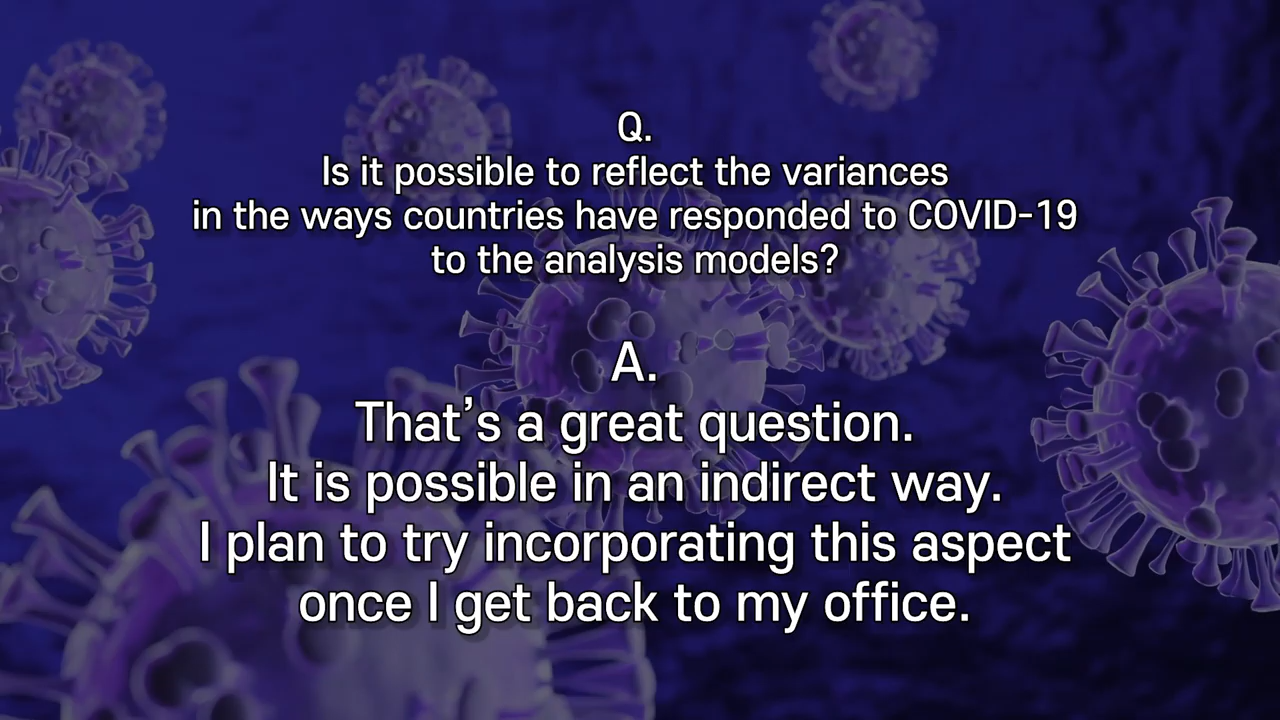 Q.
Is it possible to reflect the variances
in the ways countries have responded to COVID-19
to the analysis models?
A.
That’s a great question.
It is possible in an indirect way.
I plan to try incorporating this aspect
once I get back to my office.